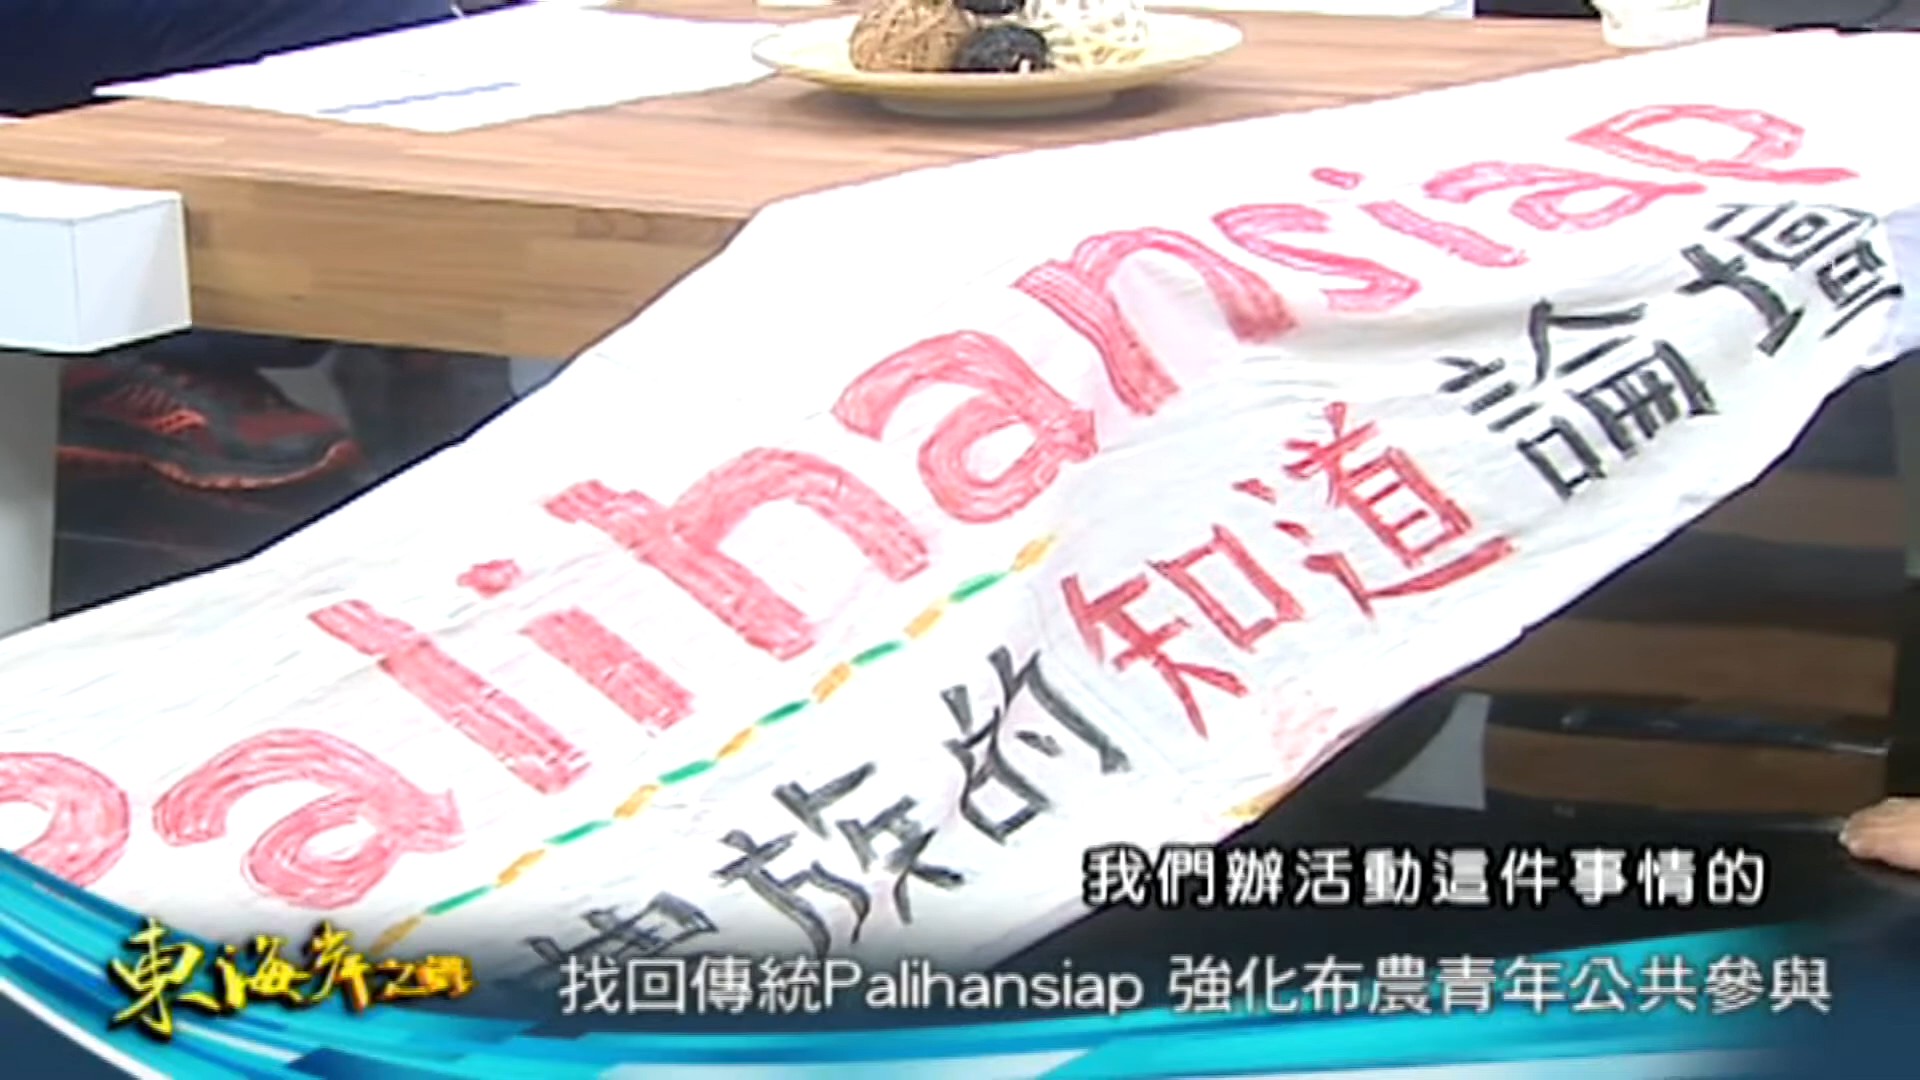 Palihansiap
農族的知道論壇
我們辦活動這件事情的
東海岸之聲
找回傳統Palihansiap 強化布農青年公共參與